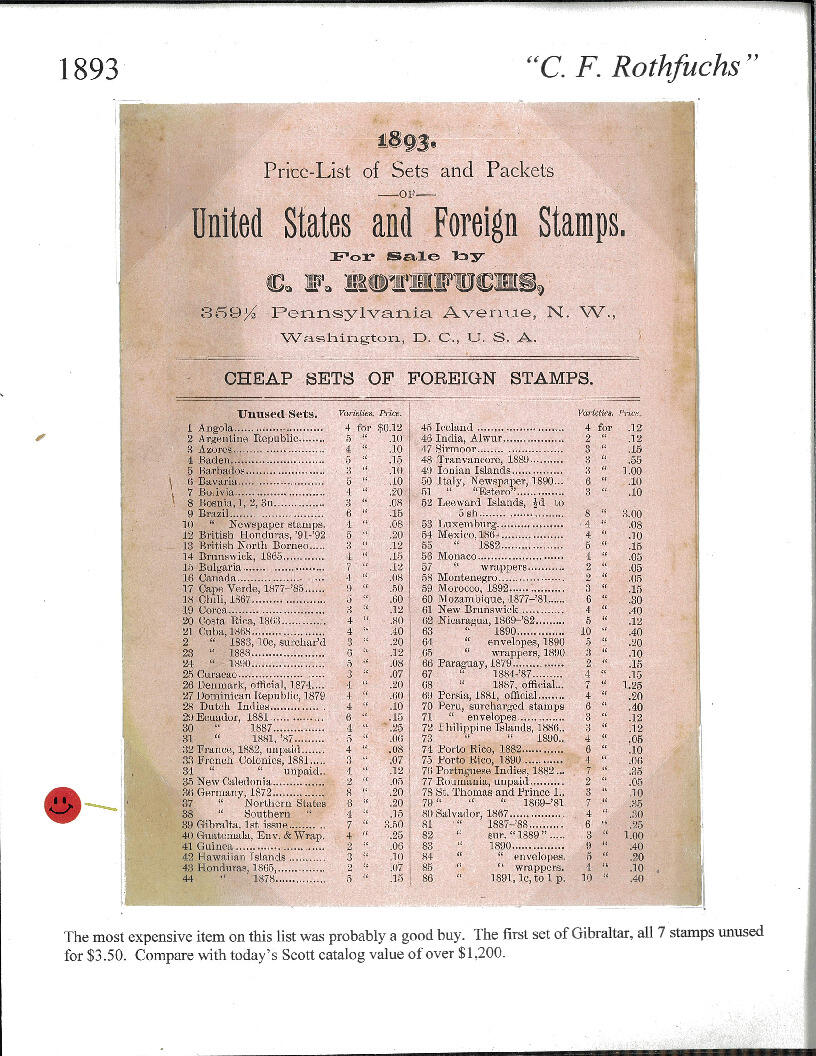 1893
"C. F. Rothfuchs"
1893.
Price-List of Sets and Packets
—OF—
United States and Foreign Stamps.
For Sale by
C. F. ROTHFUCHS,
359½ Pennsylvania Avenue, N. W.,
Washington, D. C., U. S. A.
CHEAP SETS OF FOREIGN STAMPS.
Unused Sets. Varieties. Price.
1 Angola 4 for $0.12
2 Argentine Republic 5 " .10
3 Azores 4 " .10
4 Baden 5 " .15
5 Barbados 3 " .10
6 Bavaria 5 " .10
7 Bolivia 4 " .20
8 Bosnia, 1, 2, 3n 3 " .08
9 Brazil 6 " .15
10 " Newspaper stamps. 4 " .08
12 British Honduras, '91-'92 5 " .20
13 British North Borneo 3 " .12
14 Brunswick, 1865 4 " .15
15 Bulgaria 7 " .12
16 Canada 4 " .08
17 Cape Verde, 1877-'85 9 " .50
18 Chili, 1867 5 " .60
19 Corea 3 " .12
20 Costa Rica, 1863 4 " .80
21 Cuba, 1868 4 " .40
2 " 1883, 10c, surchar'd 3 " .20
23 " 1888 6 " .12
24 " 1890 5 " .08
25 Curacao 3 " .07
26 Denmark, official, 1874 4 " .20
27 Dominican Republic, 1879 4 " .60
28 Dutch Indies 4 " .10
29 Ecuador, 1881 6 " .15
30 " 1887 4 " .25
31 " 1881, '87 5 " .06
32 France, 1882, unpaid 4 " .08
33 French Colonies, 1881 3 " .07
34 " " unpaid. 4 " .12
35 New Caledonia 2 " .05
36 Germany, 1872 8 " .20
37 " Northern States 6 " .20
38 " Southern " 4 " .15
39 Gibralta, 1st issue 7 " 3.50
40 Guatemala, Env. & Wrap. 4 " .25
41 Guinea 2 " .06
42 Hawaiian Islands 3 " .10
43 Honduras, 1865, 2 " .07
44 " 1878 5 " .15
Varieties. Price.
45 Iceland 4 for .12
46 India, Alwur 2 " .12
47 Sirmoor 3 " .15
48 Tranvancore, 1889 3 " .55
49 Ionian Islands 3 " 1.00
50 Italy, Newspaper, 1890 6 " .10
51 " "Estero" 3 " .10
52 Leeward Islands, ½d to
5 sh 8 " 3.00
53 Luxemburg 4 " .08
54 Mexico, 186 4 " .10
55 " 1882 5 " .15
56 Monaco 4 " .05
57 " wrappers 2 " .05
58 Montenegro 2 " .05
59 Morocco, 1892 3 " .15
60 Mozambique, 1877-'81 6 " .30
61 New Brunswick 4 " .40
62 Nicaragua, 1869-'82 5 " .12
63 " 1890 10 " .40
64 " envelopes, 1890 5 " .20
65 " wrappers, 1890 3 " .10
66 Paraguay, 1879 2 " .15
67 " 1884-'87 4 " .15
68 " 1887, official 7 " 1.25
69 Persia, 1881, official 4 " .20
70 Peru, surcharged stamps 6 " .40
71 " envelopes 3 " .12
72 Philippine Islands, 1886 3 " .12
73 " " 1890 4 " .05
74 Porto Rico, 1882 6 " .10
75 Porto Rico, 1890 4 " .06
76 Portuguese Indies, 1882 7 " .35
77 Roumania, unpaid 2 " .05
78 St. Thomas and Prince I. 3 " .10
79 " " " 1869-'81 7 " .35
80 Salvador, 1867 4 " .30
81 " 1887-'88 6 " .25
82 " sur. "1889" 3 " 1.00
83 " 1890 9 " .40
84 " " envelopes. 5 " .20
85 " " wrappers. 4 " .10
86 " 1891, 1c, to 1 p. 10 " .40
The most expensive item on this list was probably a good buy. The first set of Gibraltar, all 7 stamps unused
for $3.50. Compare with today's Scott catalog value of over $1,200.